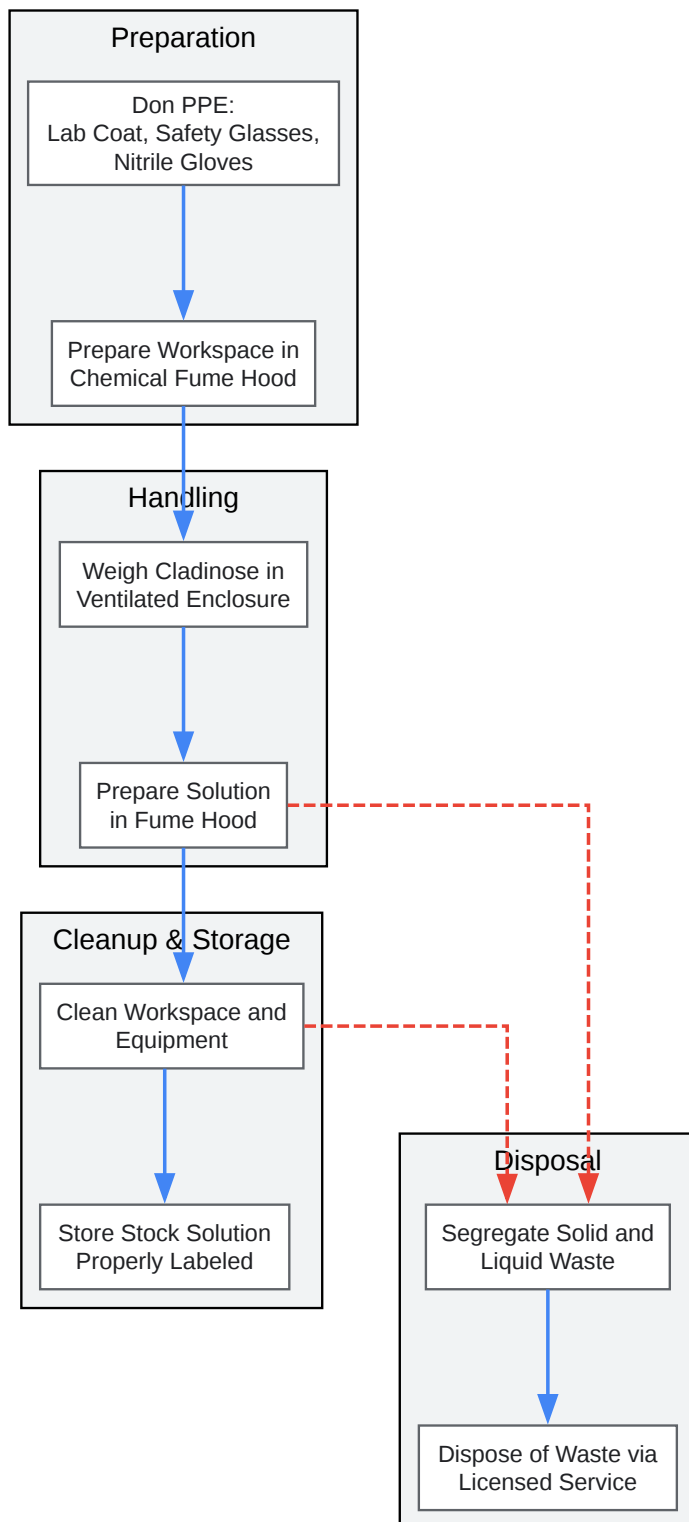 Preparation
Don PPE:
Lab Coat, Safety Glasses,
Nitrile Gloves
Prepare Workspace in
Chemical Fume Hood
Handling
Weigh Cladinose in
Ventilated Enclosure
Prepare Solution
in Fume Hood
Cleanup & Storage
Clean Workspace and
Equipment
Store Stock Solution
Properly Labeled
Disposal
Segregate Solid and
Liquid Waste
Dispose of Waste via
Licensed Service